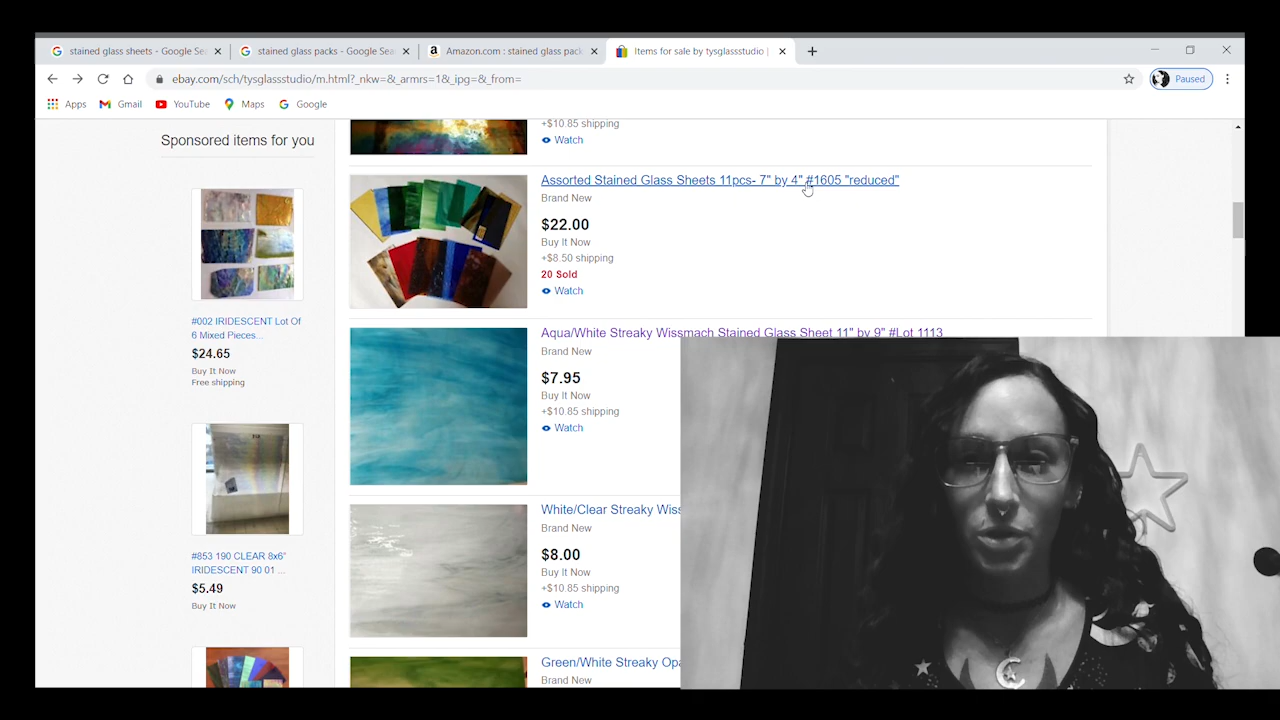 stained glass sheets - Google Sea
stained glass packs - Google Sea
Amazon.com : stained glass pack
Items for sale by tysglassstudio |
ebay.com/sch/tysglassstudio/m.html?_nkw=&_armrs=1&_ipg=&_from=
Paused
Apps
Gmail
YouTube
Maps
Google
Sponsored items for you
#002 IRIDESCENT Lot Of
6 Mixed Pieces...
$24.65
Buy It Now
Free shipping
#853 190 CLEAR 8x6"
IRIDESCENT 90 01 ...
$5.49
Buy It Now
+$10.85 shipping
Watch
Assorted Stained Glass Sheets 11pcs- 7" by 4" #1605 "reduced"
Brand New
$22.00
Buy It Now
+$8.50 shipping
20 Sold
Watch
Aqua/White Streaky Wissmach Stained Glass Sheet 11" by 9" #Lot 1113
Brand New
$7.95
Buy It Now
+$10.85 shipping
Watch
White/Clear Streaky Wiss
Brand New
$8.00
Buy It Now
+$10.85 shipping
Watch
Green/White Streaky Opa
Brand New